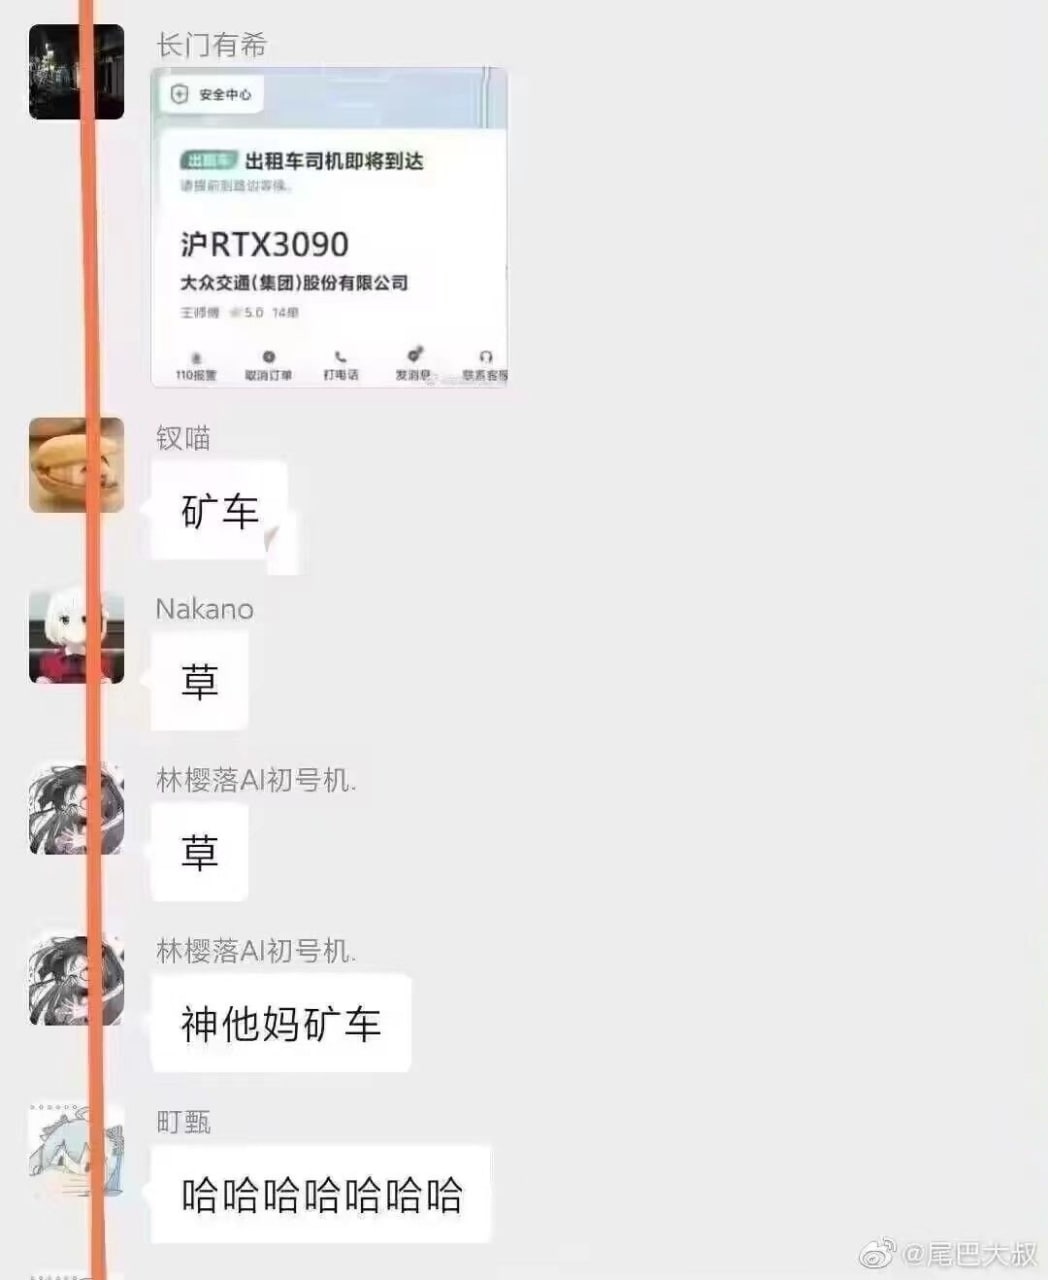 长门有希
安全中心
出租车 出租车司机即将到达
请提前到路边等候。
沪RTX3090
大众交通(集团)股份有限公司
王师傅 5.0 14单
110报警 取消订单 打电话 发消息 联系客服
钗喵
矿车
Nakano
草
林樱落AI初号机.
草
林樱落AI初号机.
神他妈矿车
町甄
哈哈哈哈哈哈哈
@尾巴大叔